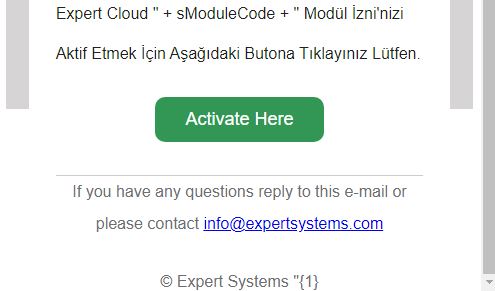 Expert Cloud " + sModuleCode + " Modül İzni'nizi
Aktif Etmek İçin Aşağıdaki Butona Tıklayınız Lütfen.
Activate Here
If you have any questions reply to this e-mail or
please contact info@expertsystems.com
© Expert Systems "{1}